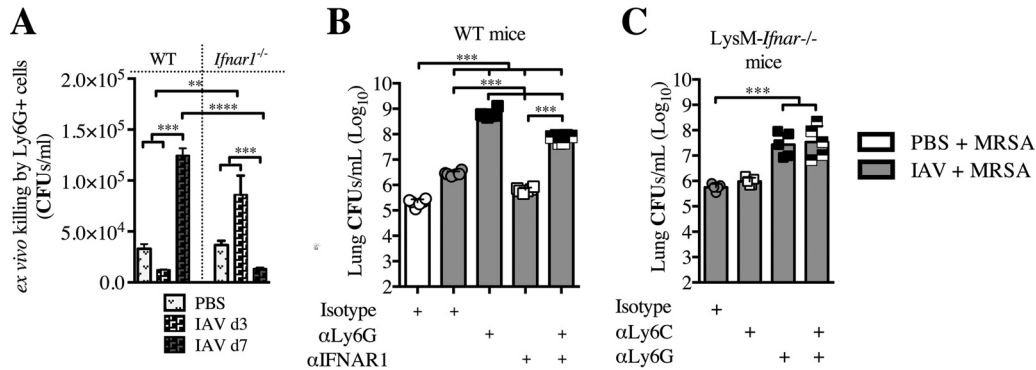 A
WT
Ifnar1-/-
ex vivo killing by Ly6G+ cells
(CFUs/ml)
2.0×10^5
1.5×10^5
1.0×10^5
5.0×10^4
0.0
**
****
***
***
***
PBS
IAV d3
IAV d7
B
WT mice
Lung CFUs/mL (Log10)
10
9
8
7
6
5
4
3
2
***
***
***
Isotype + +
αLy6G + +
αIFNAR1 + +
C
LysM-Ifnar-/-
mice
Lung CFUs/mL (Log10)
10
9
8
7
6
5
4
3
2
***
Isotype +
αLy6C + +
αLy6G + +
PBS + MRSA
IAV + MRSA